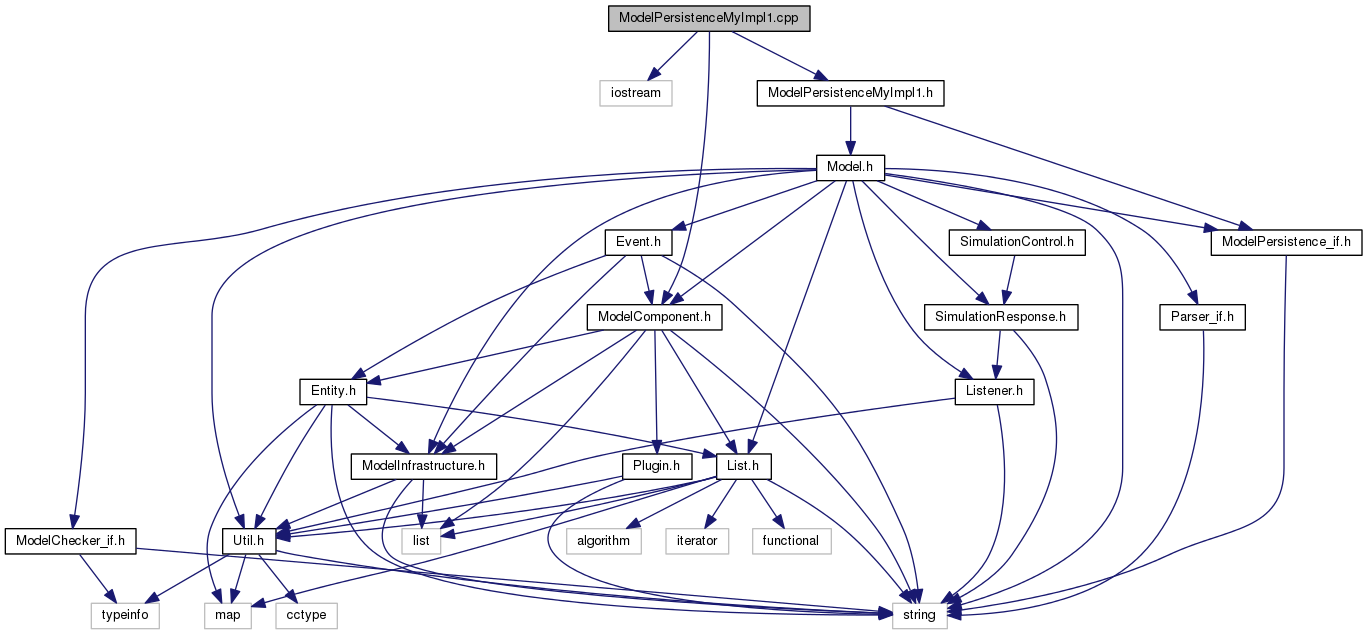 ModelPersistenceMyImpl1.cpp
iostream
ModelPersistenceMyImpl1.h
Model.h
Event.h
SimulationControl.h
ModelPersistence_if.h
ModelComponent.h
SimulationResponse.h
Parser_if.h
Entity.h
Listener.h
ModelInfrastructure.h
Plugin.h
List.h
ModelChecker_if.h
Util.h
list
algorithm
iterator
functional
typeinfo
map
cctype
string